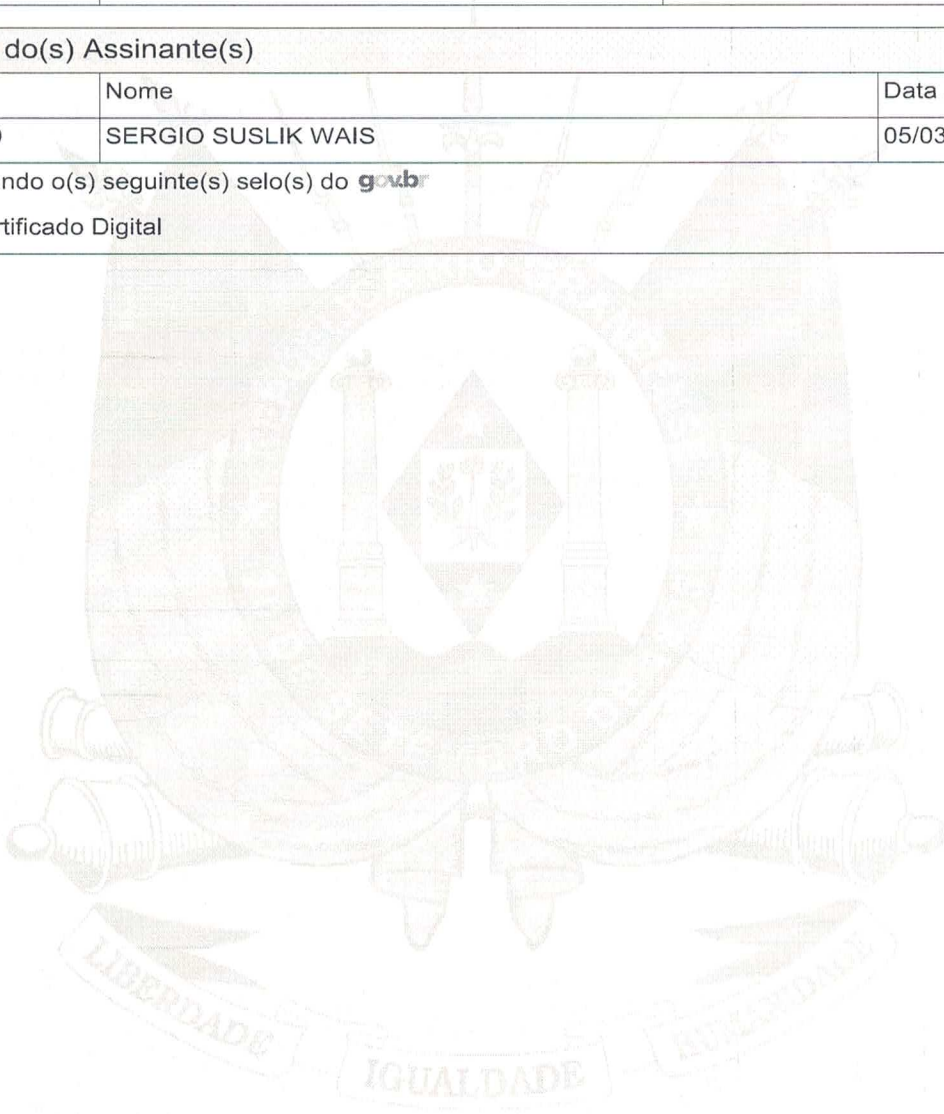 do(s) Assinante(s)
Nome
Data
SERGIO SUSLIK WAIS
05/03
ndo o(s) seguinte(s) selo(s) do gov.br
rtificado Digital
LIBERDADE
IGUALDADE
HUMANIDADE